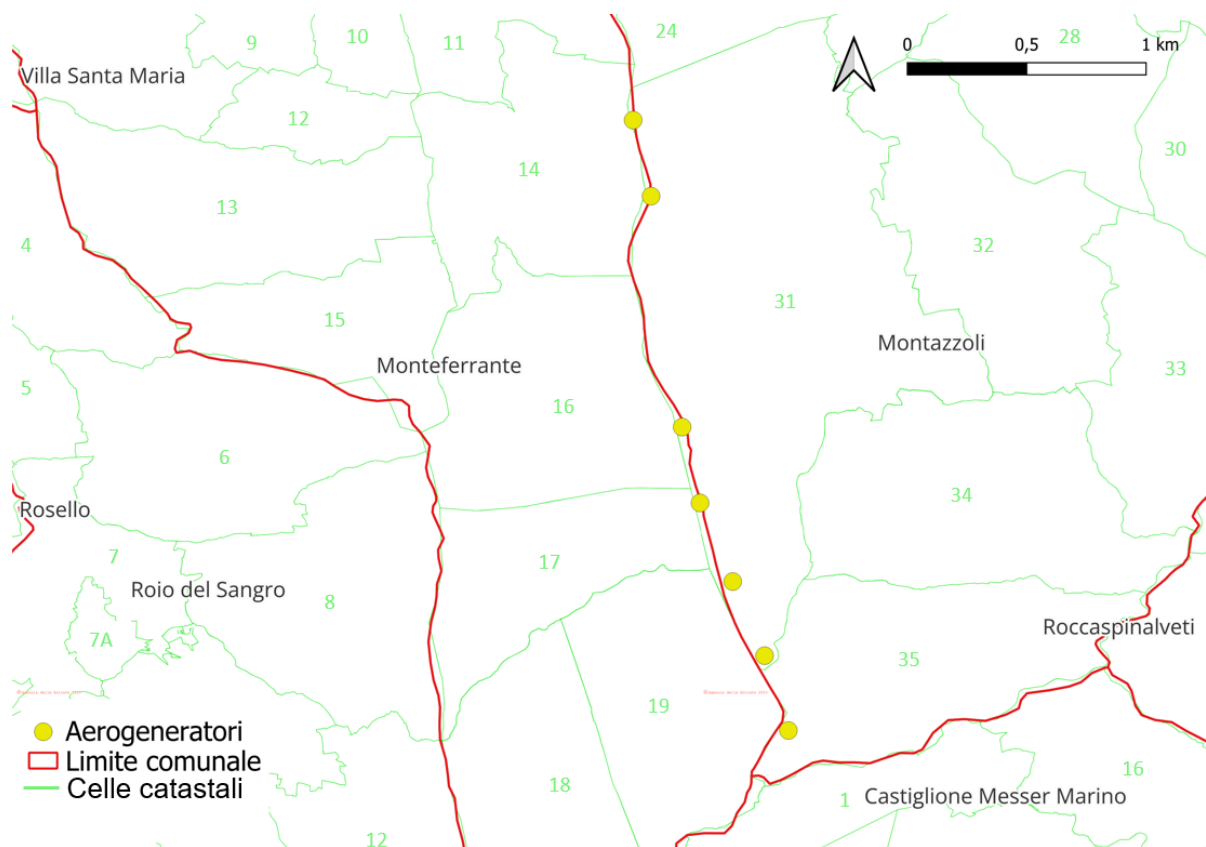 24
28
9
10
11
0
0,5
1 km
Villa Santa Maria
12
30
14
13
4
32
31
15
Montazzoli
Monteferrante
33
5
16
6
34
Rosello
7
17
Roio del Sangro
8
Roccaspinalveti
7A
35
19
Aerogeneratori
Limite comunale
Celle catastali
16
18
1
Castiglione Messer Marino
12